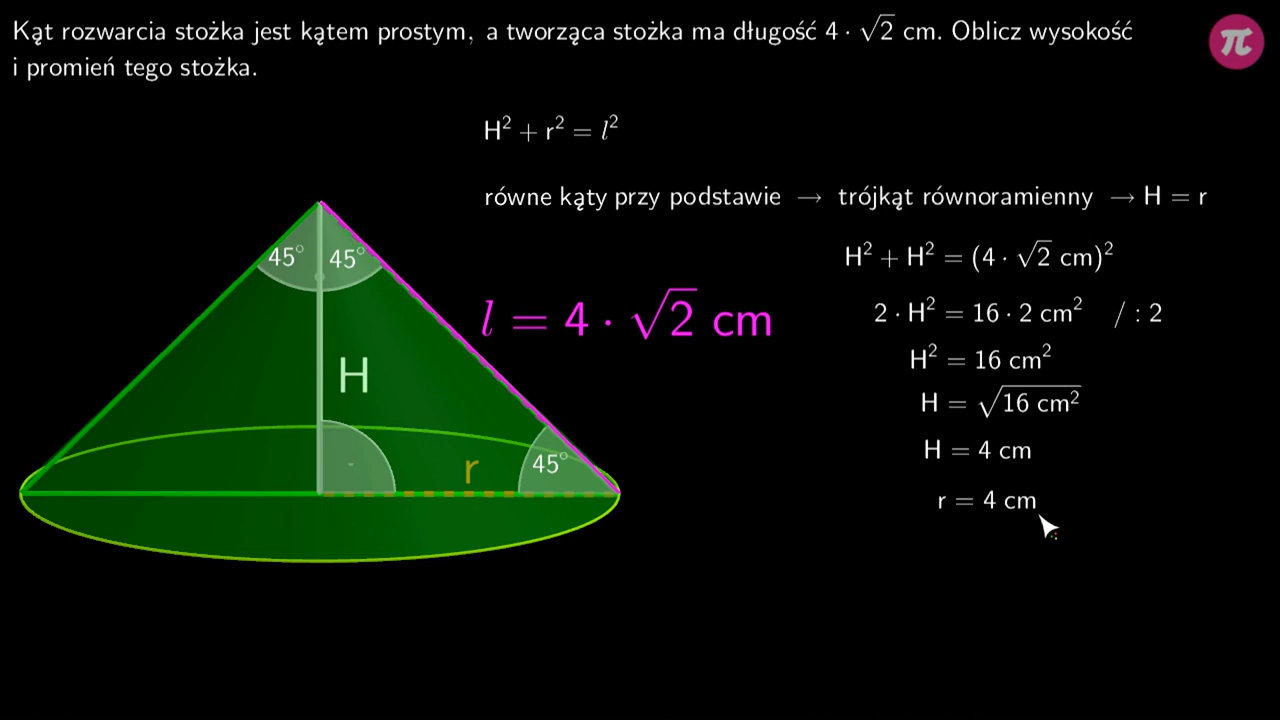 Kąt rozwarcia stożka jest kątem prostym, a tworząca stożka ma długość 4 · √2 cm. Oblicz wysokość
i promień tego stożka.
π
H² + r² = l²
równe kąty przy podstawie → trójkąt równoramienny → H = r
H² + H² = (4 · √2 cm)²
45° 45°
l = 4 · √2 cm
2 · H² = 16 · 2 cm² / : 2
H² = 16 cm²
H
H = √16 cm²
H = 4 cm
r
45°
r = 4 cm